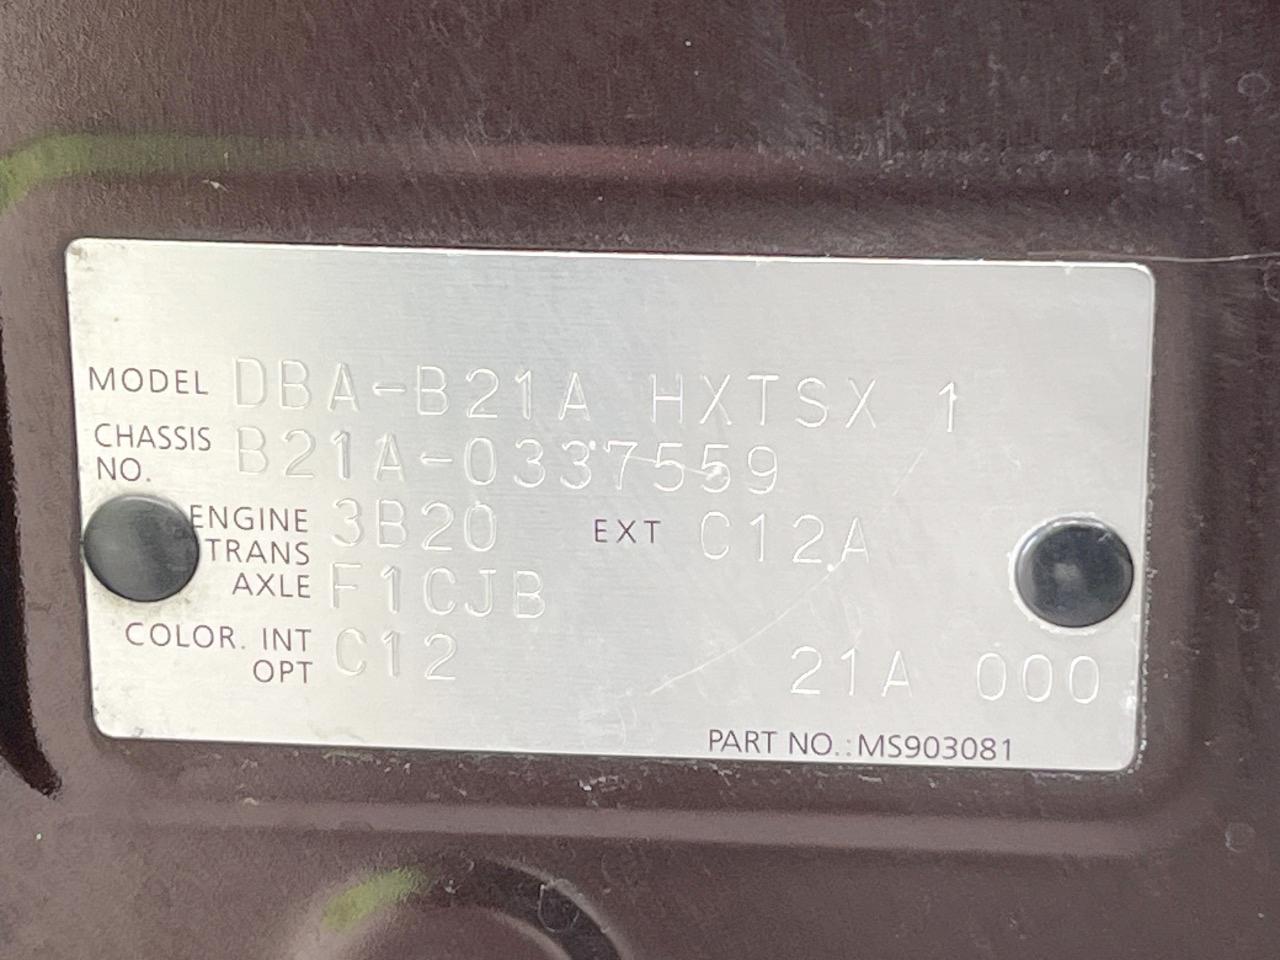 MODEL DBA-B21A HXTSX 1
CHASSIS NO. B21A-0337559
ENGINE 3B20 EXT C12A
TRANS AXLE F1CJB
COLOR. INT OPT C12 21A 000
PART NO.: MS903081